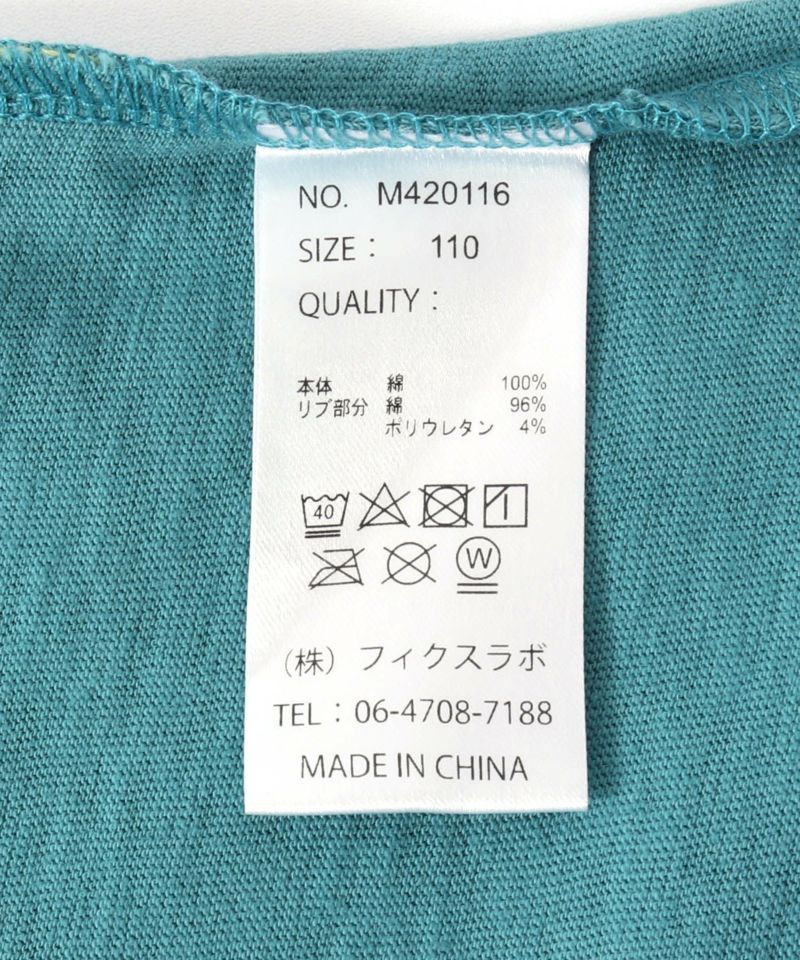 NO. M420116
SIZE： 110
QUALITY：
本体 綿 100%
リブ部分 綿 96%
ポリウレタン 4%
40
W
（株）フィクスラボ
TEL：06-4708-7188
MADE IN CHINA